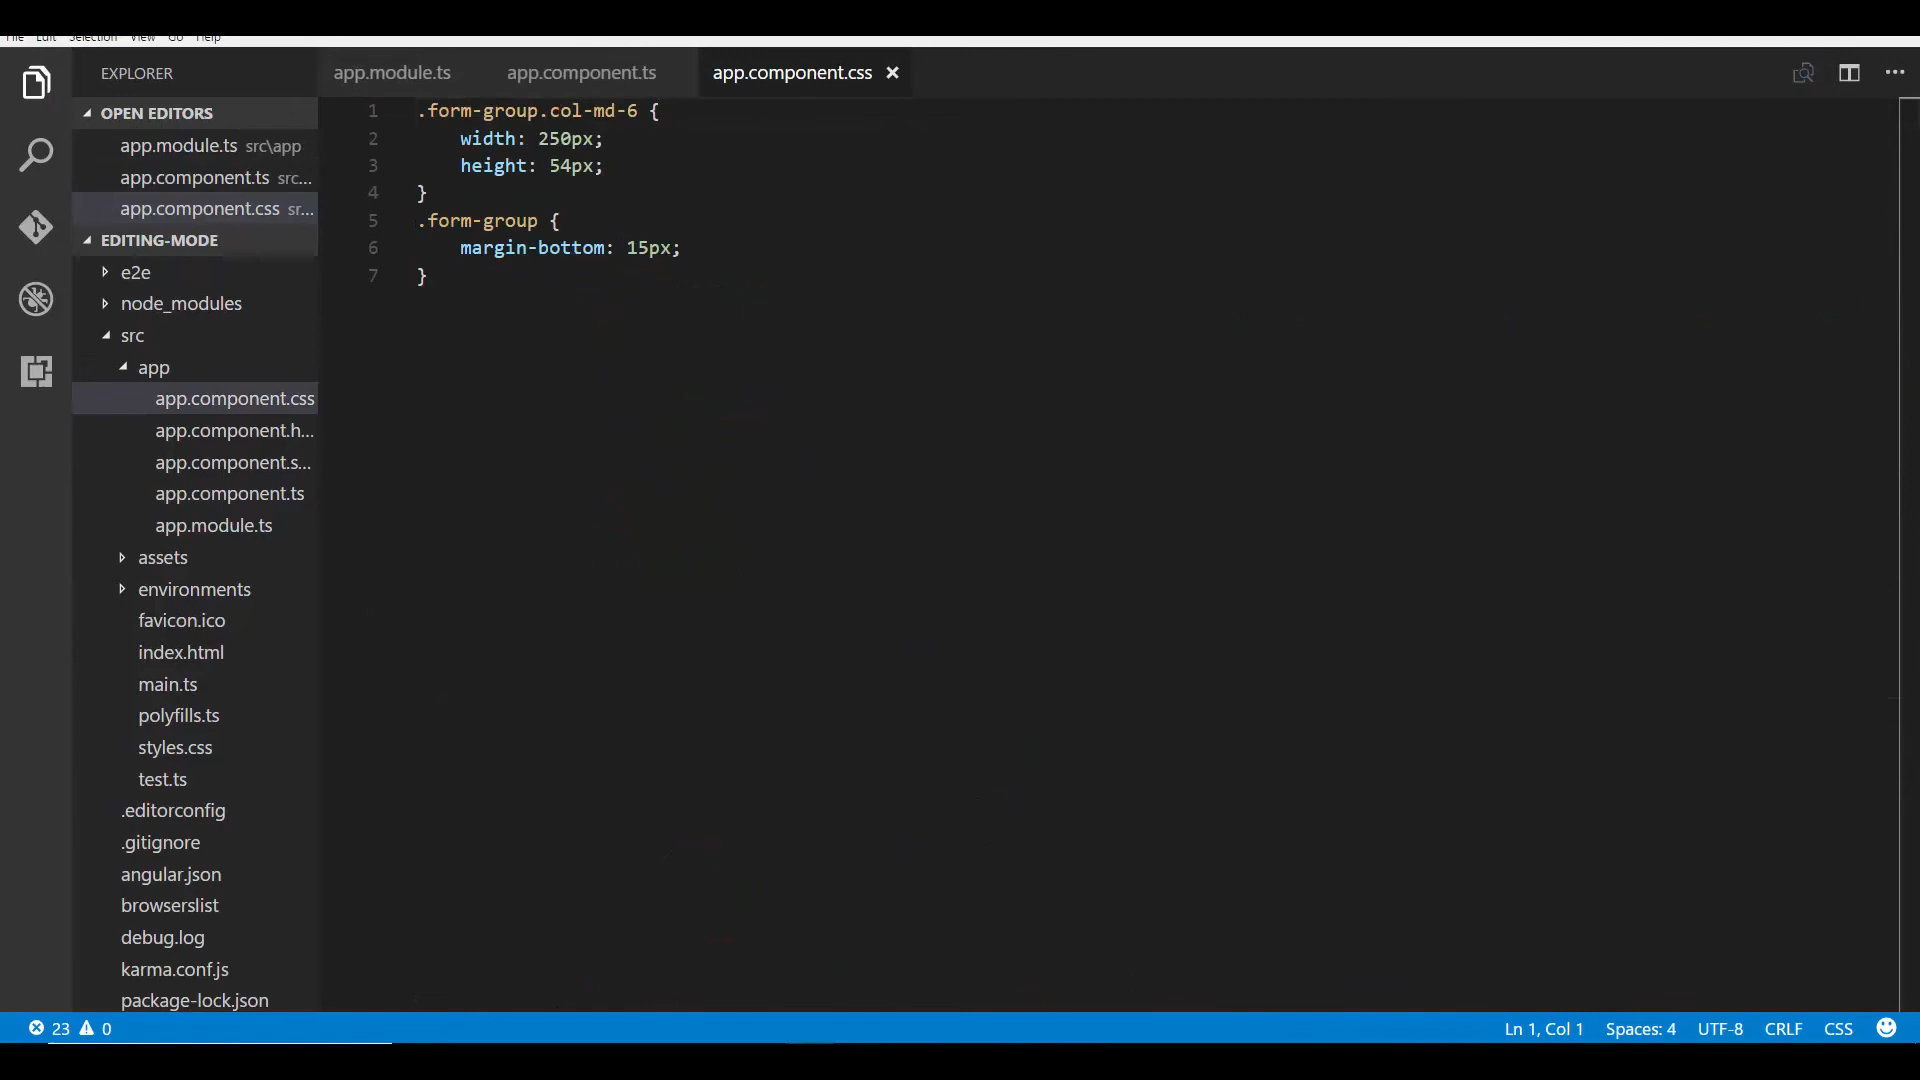 File Edit Selection View Go Help
EXPLORER
app.module.ts app.component.ts app.component.css
OPEN EDITORS
app.module.ts src\app
app.component.ts src...
app.component.css sr...
EDITING-MODE
e2e
node_modules
src
app
app.component.css
app.component.h...
app.component.s...
app.component.ts
app.module.ts
assets
environments
favicon.ico
index.html
main.ts
polyfills.ts
styles.css
test.ts
.editorconfig
.gitignore
angular.json
browserslist
debug.log
karma.conf.js
package-lock.json
1 .form-group.col-md-6 {
2 width: 250px;
3 height: 54px;
4 }
5 .form-group {
6 margin-bottom: 15px;
7 }
23 0 Ln 1, Col 1 Spaces: 4 UTF-8 CRLF CSS